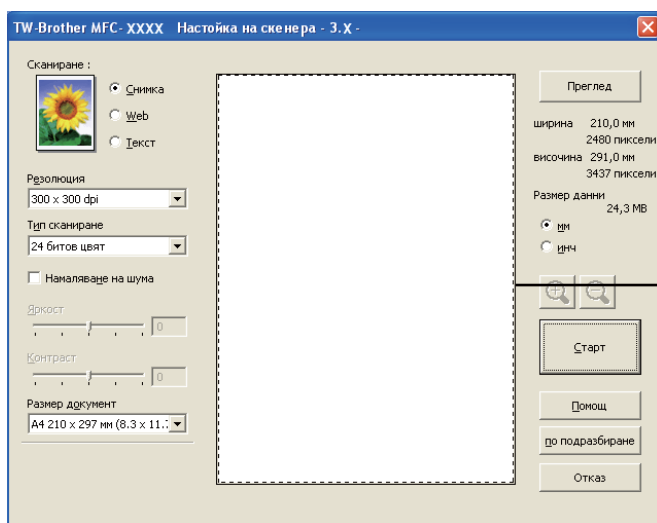 TW-Brother MFC- XXXX Настойка на скенера - 3.X -
Сканиране :
Снимка
Web
Текст
Резолюция
300 x 300 dpi
Тип сканиране
24 битов цвят
Намаляване на шума
Яркост
0
Контраст
0
Размер документ
A4 210 x 297 мм (8.3 x 11.7
Преглед
ширина 210,0 мм
2480 пиксели
височина 291,0 мм
3437 пиксели
Размер данни
24,3 MB
мм
инч
Старт
Помощ
по подразбиране
Отказ